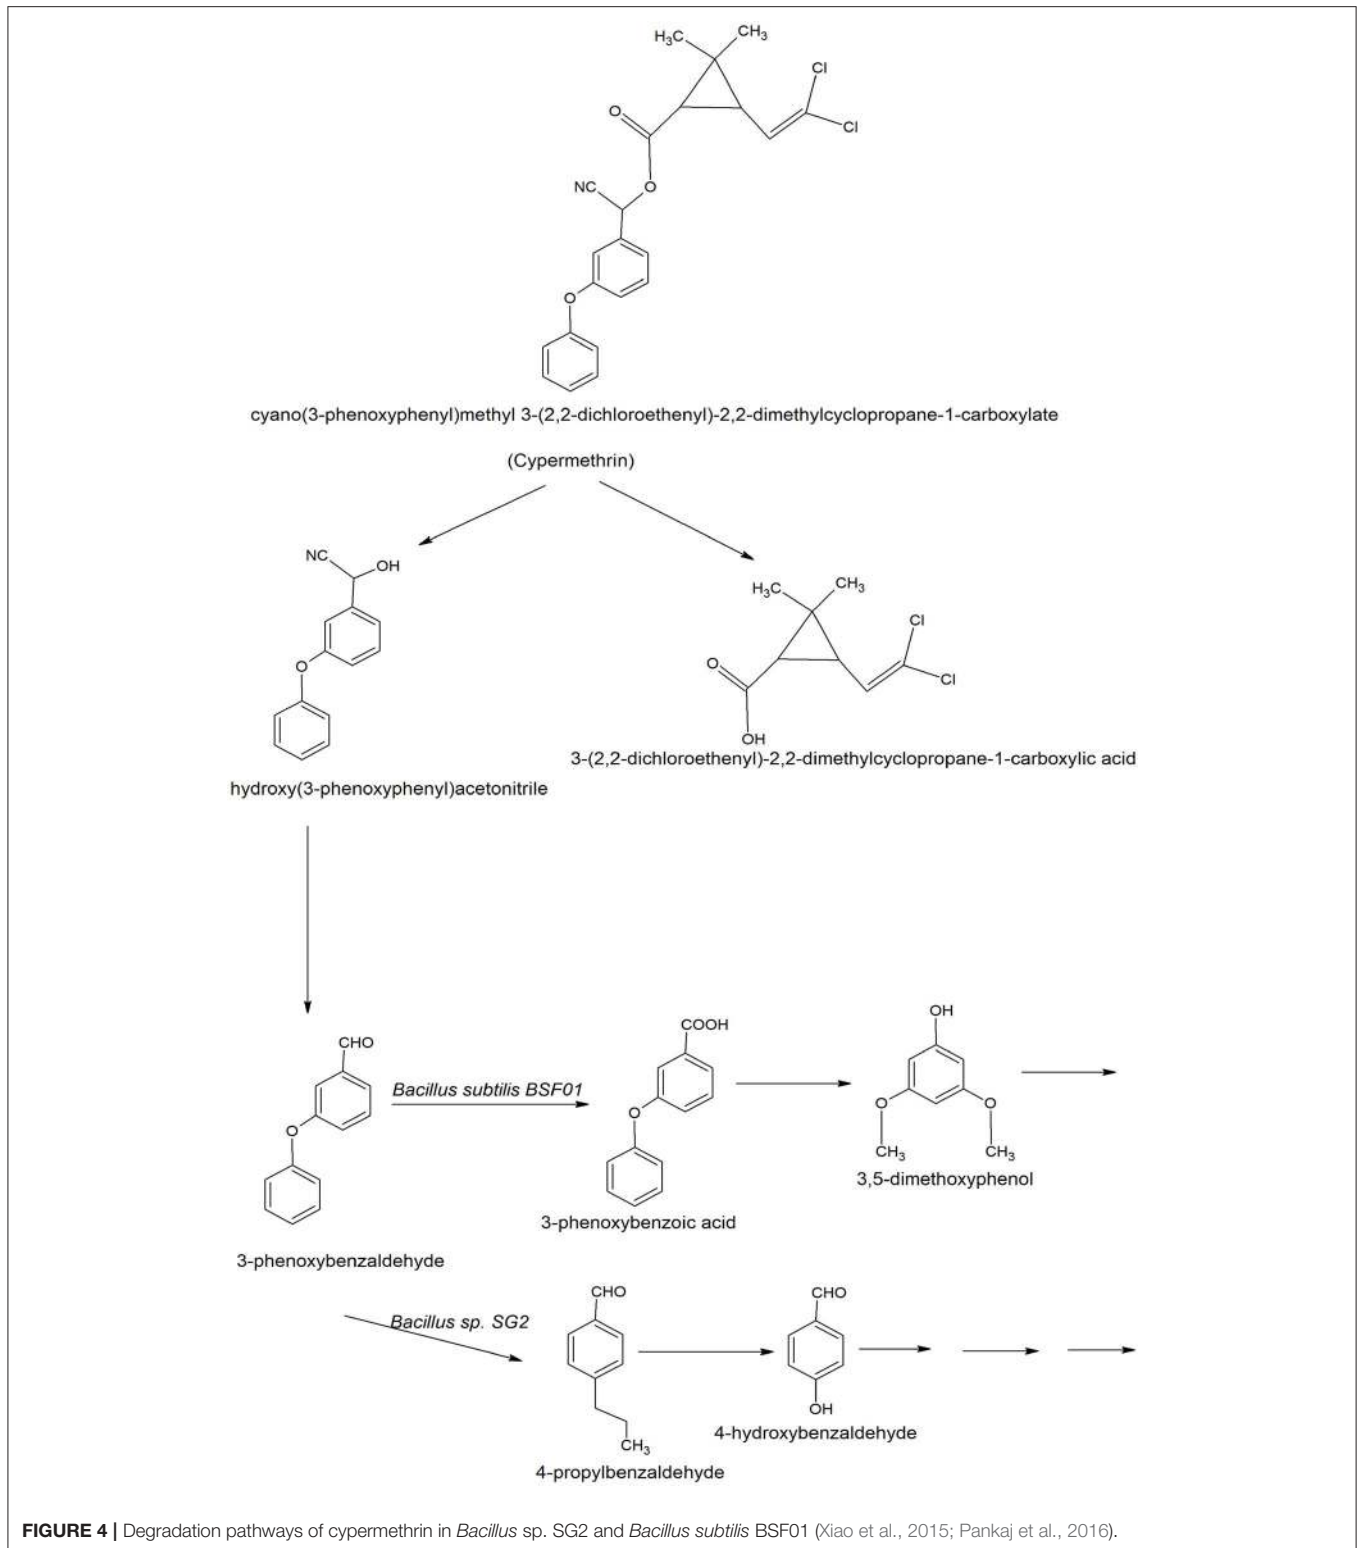 H3C CH3
Cl
O
Cl
NC O
O
cyano(3-phenoxyphenyl)methyl 3-(2,2-dichloroethenyl)-2,2-dimethylcyclopropane-1-carboxylate
(Cypermethrin)
NC OH
O
hydroxy(3-phenoxyphenyl)acetonitrile
H3C CH3
Cl
O
Cl
OH
3-(2,2-dichloroethenyl)-2,2-dimethylcyclopropane-1-carboxylic acid
CHO
O
3-phenoxybenzaldehyde
Bacillus subtilis BSF01
COOH
O
3-phenoxybenzoic acid
OH
O O
CH3 CH3
3,5-dimethoxyphenol
Bacillus sp. SG2
CHO
CH3
4-propylbenzaldehyde
CHO
OH
4-hydroxybenzaldehyde
FIGURE 4 | Degradation pathways of cypermethrin in Bacillus sp. SG2 and Bacillus subtilis BSF01 (Xiao et al., 2015; Pankaj et al., 2016).